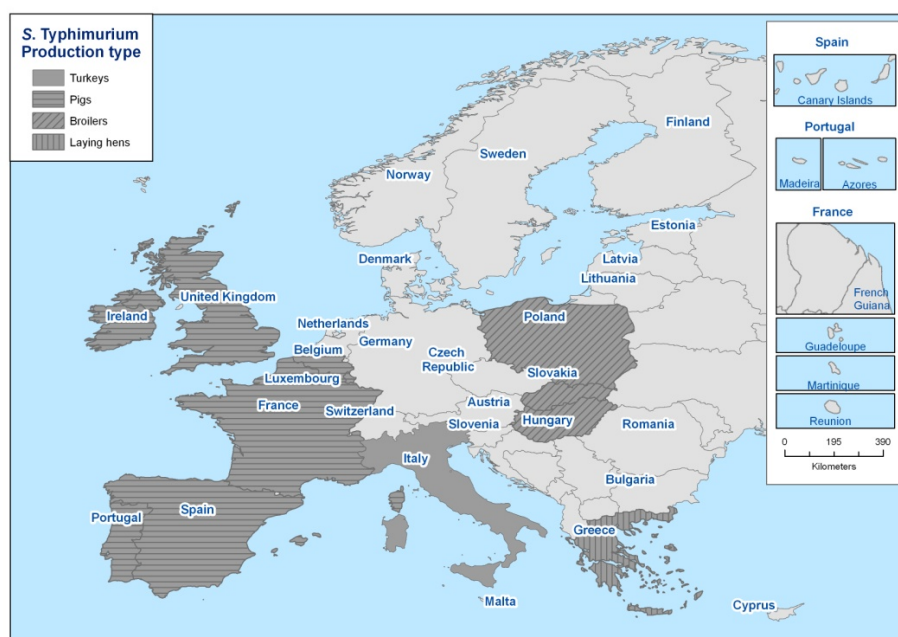 S. Typhimurium
Production type
Turkeys
Pigs
Broilers
Laying hens
Spain
Canary Islands
Portugal
Madeira
Azores
France
French
Guiana
Guadeloupe
Martinique
Reunion
0 195 390
Kilometers
Finland
Sweden
Norway
Estonia
Latvia
Denmark
Lithuania
United Kingdom
Ireland
Netherlands
Poland
Germany
Belgium
Czech
Republic
Slovakia
Luxembourg
France
Switzerland
Austria
Slovenia
Hungary
Romania
Italy
Bulgaria
Portugal
Spain
Greece
Malta
Cyprus